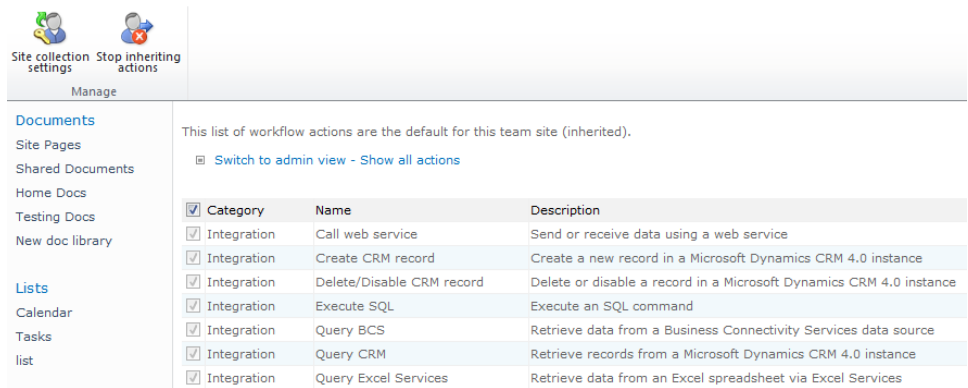 Site collection settings
Stop inheriting actions
Manage
Documents
Site Pages
Shared Documents
Home Docs
Testing Docs
New doc library
Lists
Calendar
Tasks
list
This list of workflow actions are the default for this team site (inherited).
Switch to admin view - Show all actions
Category Name Description
Integration Call web service Send or receive data using a web service
Integration Create CRM record Create a new record in a Microsoft Dynamics CRM 4.0 instance
Integration Delete/Disable CRM record Delete or disable a record in a Microsoft Dynamics CRM 4.0 instance
Integration Execute SQL Execute an SQL command
Integration Query BCS Retrieve data from a Business Connectivity Services data source
Integration Query CRM Retrieve records from a Microsoft Dynamics CRM 4.0 instance
Integration Query Excel Services Retrieve data from an Excel spreadsheet via Excel Services